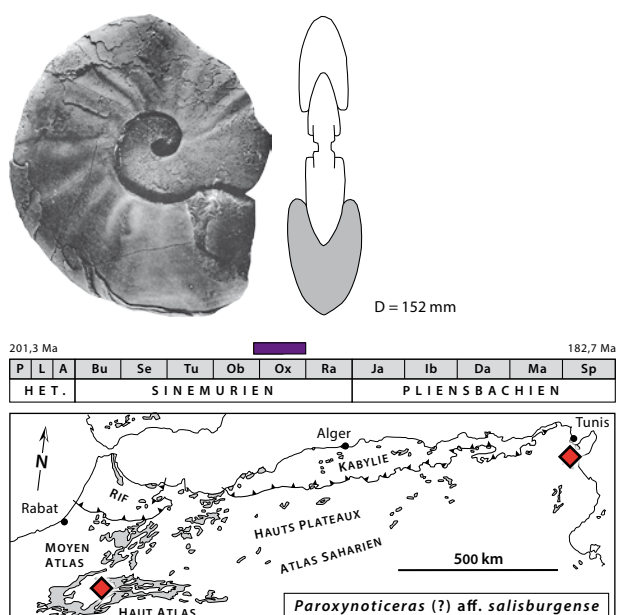 D = 152 mm
201,3 Ma 182,7 Ma
P L A Bu Se Tu Ob Ox Ra Ja Ib Da Ma Sp
HET. SINEMURIEN PLIENSBACHIEN
Tunis
Alger
N
KABYLIE
RIF
Rabat
HAUTS PLATEAUX
MOYEN
ATLAS
ATLAS SAHARIEN
500 km
HAUT ATLAS
Paroxynoticeras (?) aff. salisburgense